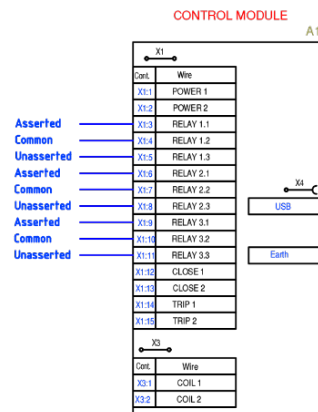 CONTROL MODULE
A1
X1
Cont. Wire
X1:1 POWER 1
X1:2 POWER 2
Asserted X1:3 RELAY 1.1
Common X1:4 RELAY 1.2
Unasserted X1:5 RELAY 1.3
Asserted X1:6 RELAY 2.1
Common X1:7 RELAY 2.2
Unasserted X1:8 RELAY 2.3
Asserted X1:9 RELAY 3.1
Common X1:10 RELAY 3.2
Unasserted X1:11 RELAY 3.3
X1:12 CLOSE 1
X1:13 CLOSE 2
X1:14 TRIP 1
X1:15 TRIP 2
X4
USB
Earth
X3
Cont. Wire
X3:1 COIL 1
X3:2 COIL 2